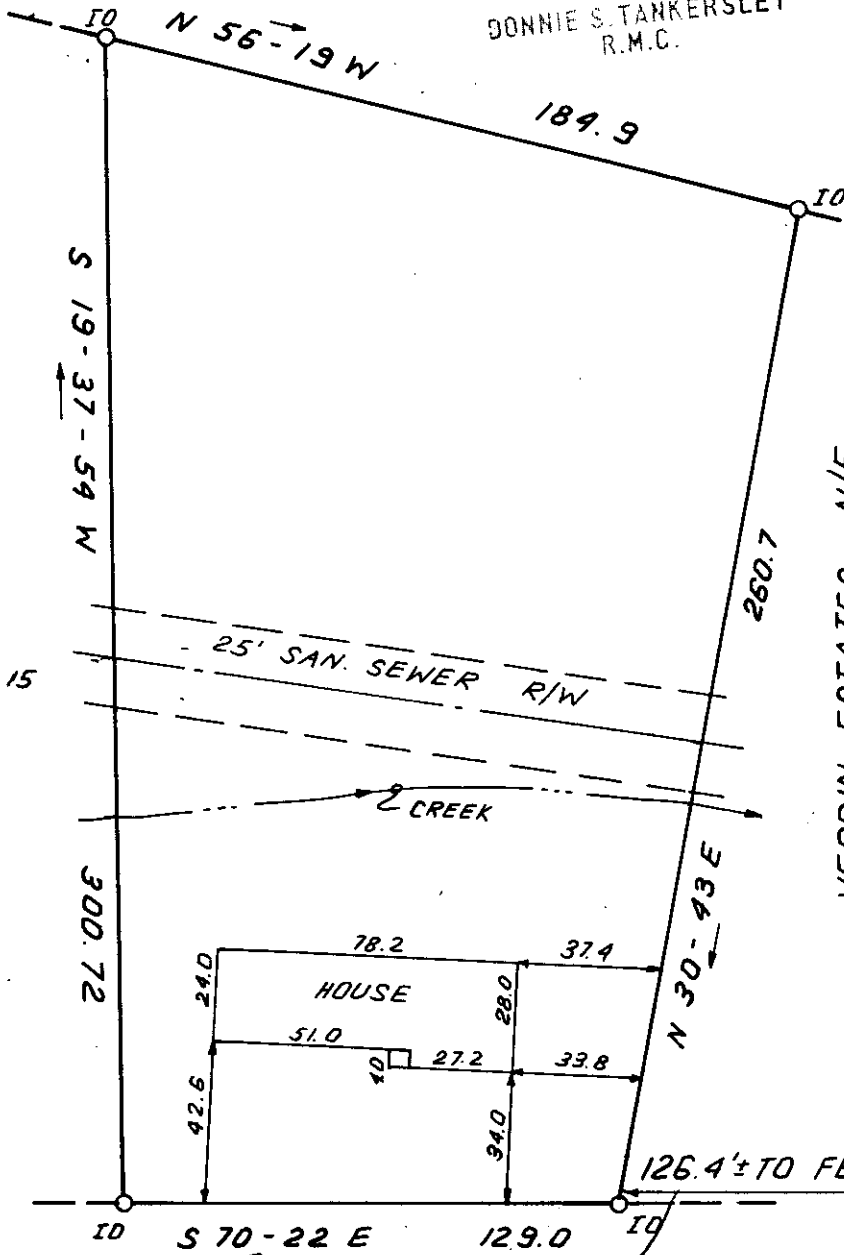 DONNIE S. TANKERSLEY
R.M.C.
IO
N 56-19 W
184.9
IO
S 19-37-54 W
260.7
25' SAN. SEWER R/W
15
CREEK
300.72
N 30-43 E
78.2
37.4
24.0
HOUSE
28.0
51.0
40
27.2
33.8
42.6
34.0
126.4'± TO
IO
S 70-22 E
129.0
IO